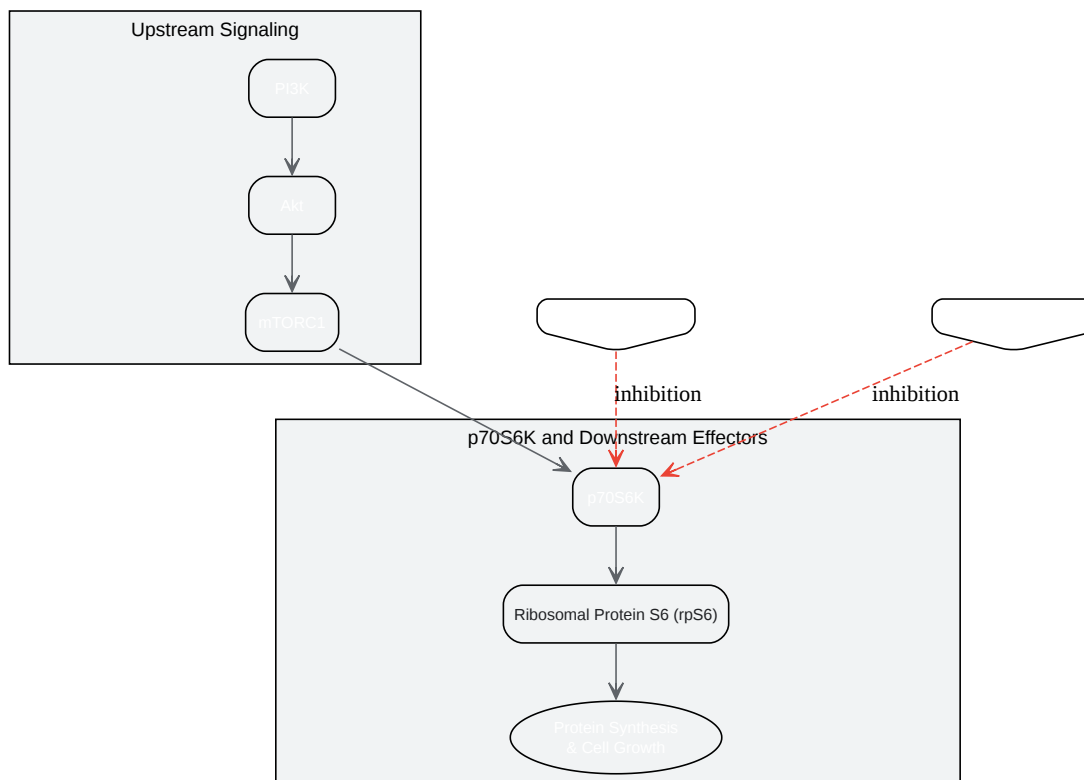 Upstream Signaling
PI3K
Akt
mTORC1
inhibition
inhibition
p70S6K and Downstream Effectors
p70S6K
Ribosomal Protein S6 (rpS6)
Protein Synthesis
& Cell Growth